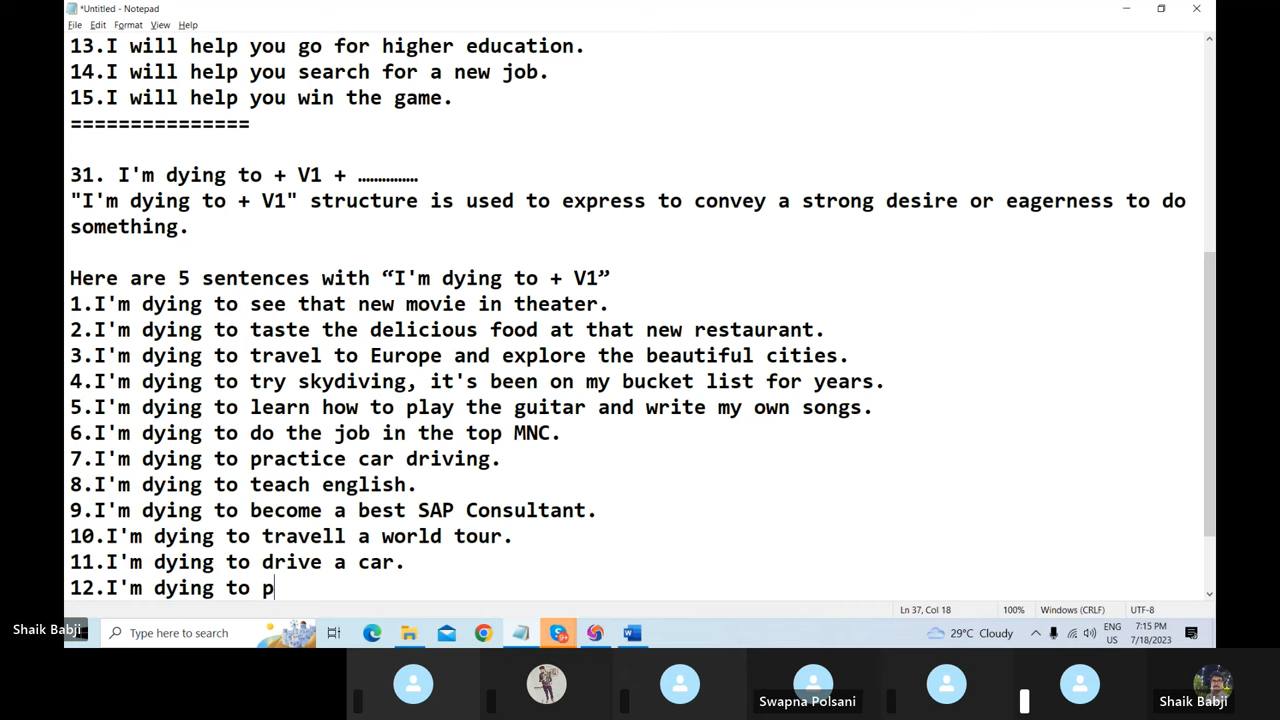 *Untitled - Notepad
File Edit Format View Help
13.I will help you go for higher education.
14.I will help you search for a new job.
15.I will help you win the game.
===============
31. I'm dying to + V1 + ……………
"I'm dying to + V1" structure is used to express to convey a strong desire or eagerness to do
something.
Here are 5 sentences with “I'm dying to + V1”
1.I'm dying to see that new movie in theater.
2.I'm dying to taste the delicious food at that new restaurant.
3.I'm dying to travel to Europe and explore the beautiful cities.
4.I'm dying to try skydiving, it's been on my bucket list for years.
5.I'm dying to learn how to play the guitar and write my own songs.
6.I'm dying to do the job in the top MNC.
7.I'm dying to practice car driving.
8.I'm dying to teach english.
9.I'm dying to become a best SAP Consultant.
10.I'm dying to travell a world tour.
11.I'm dying to drive a car.
12.I'm dying to p
Ln 37, Col 18 100% Windows (CRLF) UTF-8
Shaik Babji Type here to search 29°C Cloudy ENG US 7:15 PM 7/18/2023
Swapna Polsani Shaik Babji